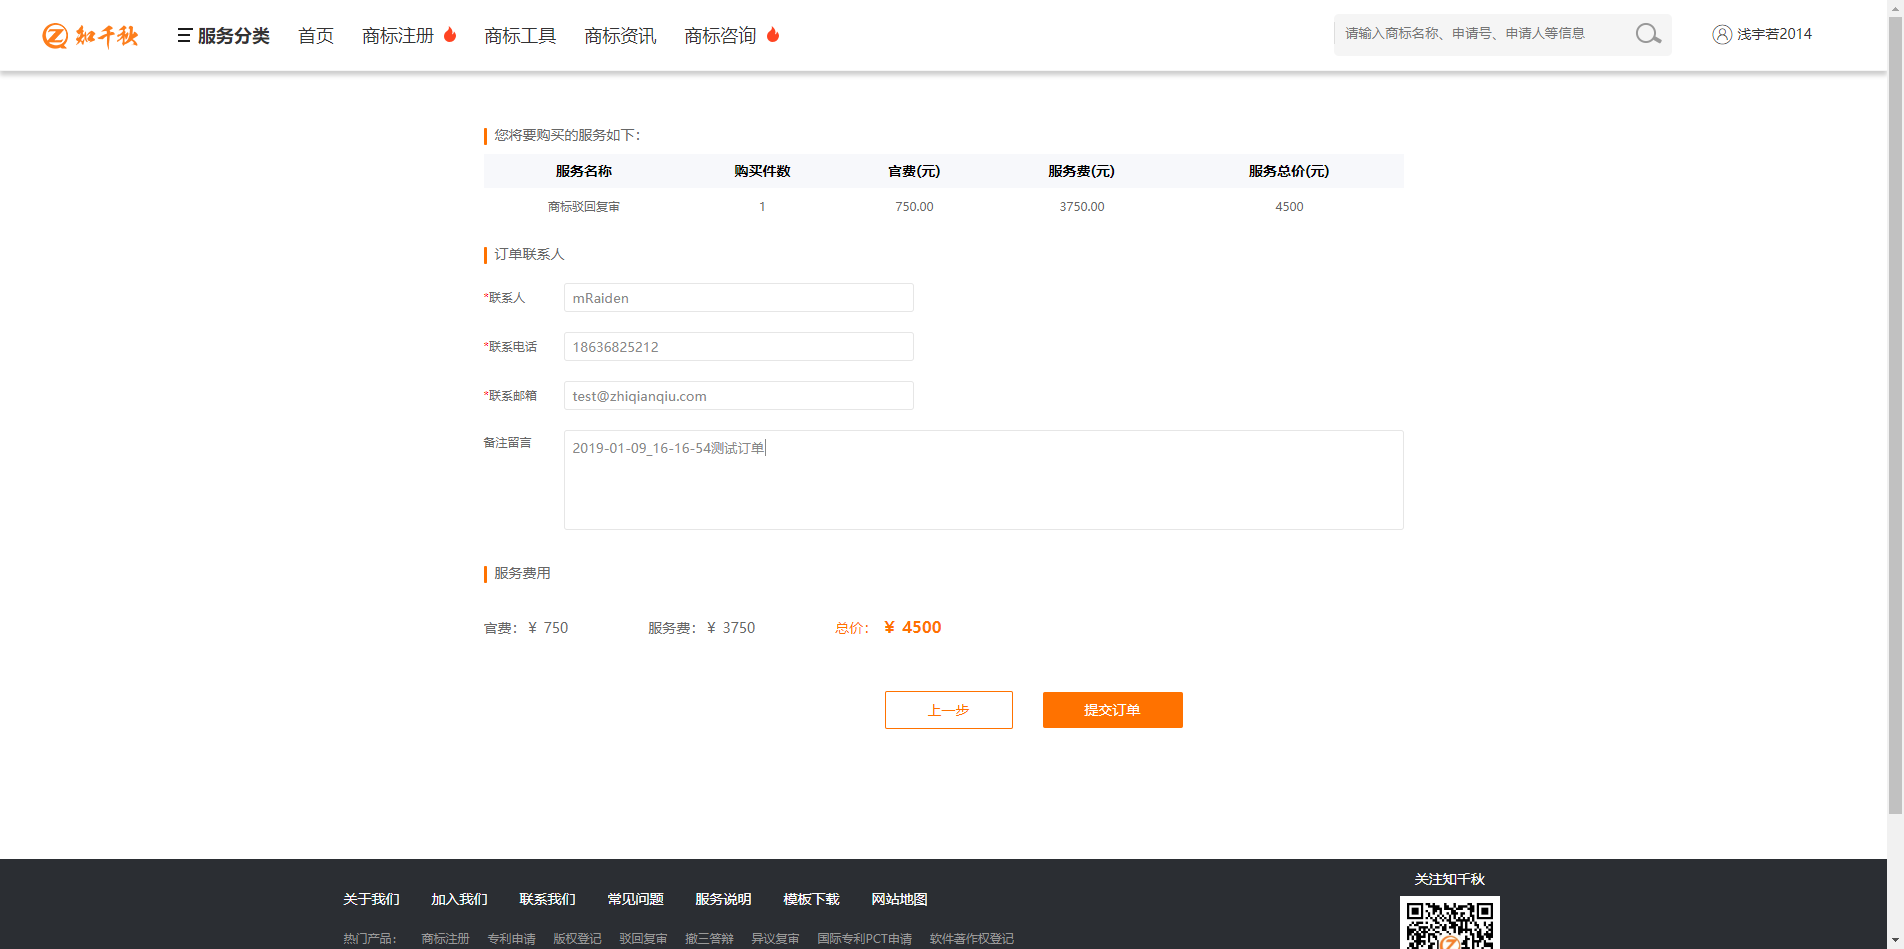 知千秋
服务分类 首页 商标注册 商标工具 商标资讯 商标咨询
请输入商标名称、申请号、申请人等信息
浅宇若2014
您将要购买的服务如下：
服务名称 购买件数 官费(元) 服务费(元) 服务总价(元)
商标驳回复审 1 750.00 3750.00 4500
订单联系人
*联系人 mRaiden
*联系电话 18636825212
*联系邮箱 test@zhiqianqiu.com
备注留言 2019-01-09_16-16-54测试订单
服务费用
官费：¥ 750 服务费：¥ 3750 总价：¥ 4500
上一步 提交订单
关注知千秋
关于我们 加入我们 联系我们 常见问题 服务说明 模板下载 网站地图
热门产品： 商标注册 专利申请 版权登记 驳回复审 撤三答辩 异议复审 国际专利PCT申请 软件著作权登记